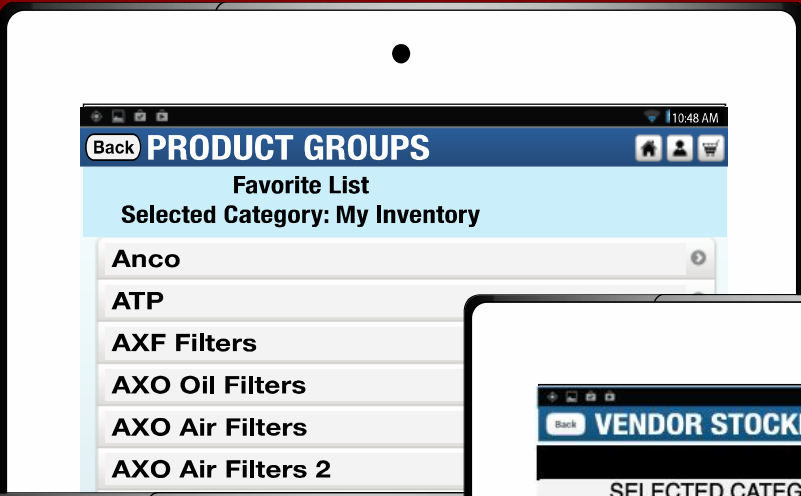 10:48 AM
Back PRODUCT GROUPS
Favorite List
Selected Category: My Inventory
Anco
ATP
AXF Filters
AXO Oil Filters
AXO Air Filters
AXO Air Filters 2
Back VENDOR STOCK
SELECTED CATEG